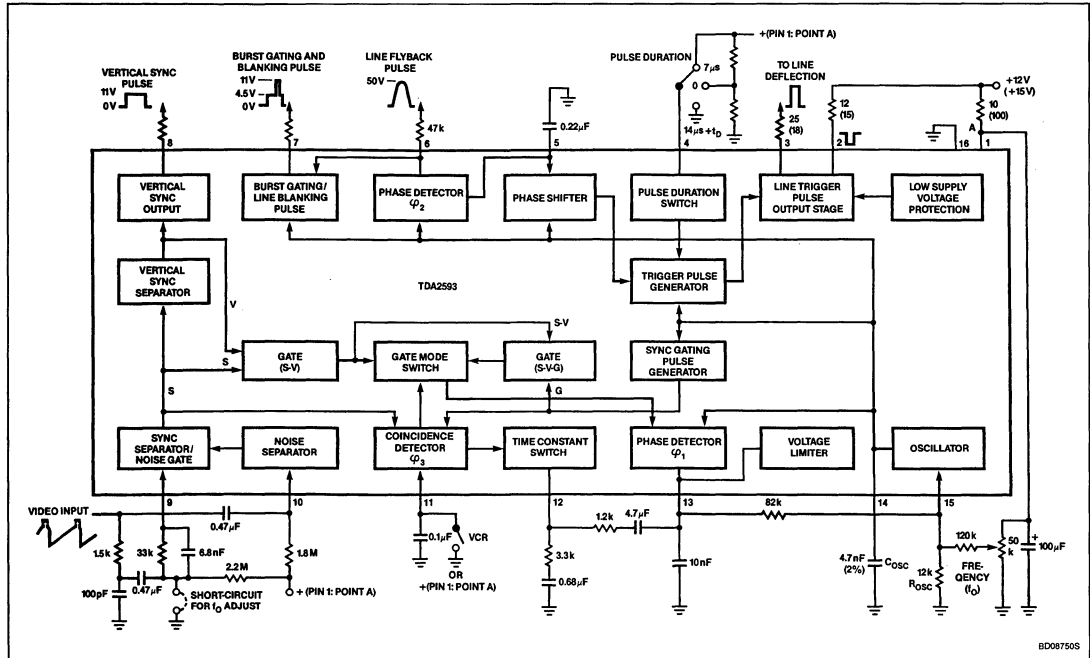 VERTICAL SYNC
PULSE
11V
0V
8
BURST GATING AND
BLANKING PULSE
11V
4.5V
0V
7
LINE FLYBACK
PULSE
50V
47k
6
0.22μF
5
PULSE DURATION
7μs
0
14μs + tD
4
+(PIN 1: POINT A)
TO LINE
DEFLECTION
25
(18)
3
12
(15)
2
+12V
(+15V)
10
(100)
A
16
1
VERTICAL
SYNC
OUTPUT
BURST GATING/
LINE BLANKING
PULSE
PHASE DETECTOR
φ2
PHASE SHIFTER
PULSE DURATION
SWITCH
LINE TRIGGER
PULSE
OUTPUT STAGE
LOW SUPPLY
VOLTAGE
PROTECTION
VERTICAL
SYNC
SEPARATOR
V
TDA2593
TRIGGER PULSE
GENERATOR
S-V
S
GATE
(S-V)
GATE MODE
SWITCH
GATE
(S-V-G)
SYNC GATING
PULSE
GENERATOR
S
G
SYNC
SEPARATOR/
NOISE GATE
NOISE
SEPARATOR
COINCIDENCE
DETECTOR
φ3
TIME CONSTANT
SWITCH
PHASE DETECTOR
φ1
VOLTAGE
LIMITER
OSCILLATOR
9
10
11
12
13
14
15
VIDEO INPUT
0.47μF
1.5k
33k
6.8nF
1.8M
2.2M
100pF
0.47μF
SHORT-CIRCUIT
FOR fO ADJUST
+ (PIN 1: POINT A)
0.1μF
VCR
OR
+(PIN 1: POINT A)
1.2k
4.7μF
3.3k
0.68μF
82k
10nF
4.7nF
(2%)
COSC
120k
12k
ROSC
FRE-
QENCY
(fO)
50
k
+
100μF
BD08750S